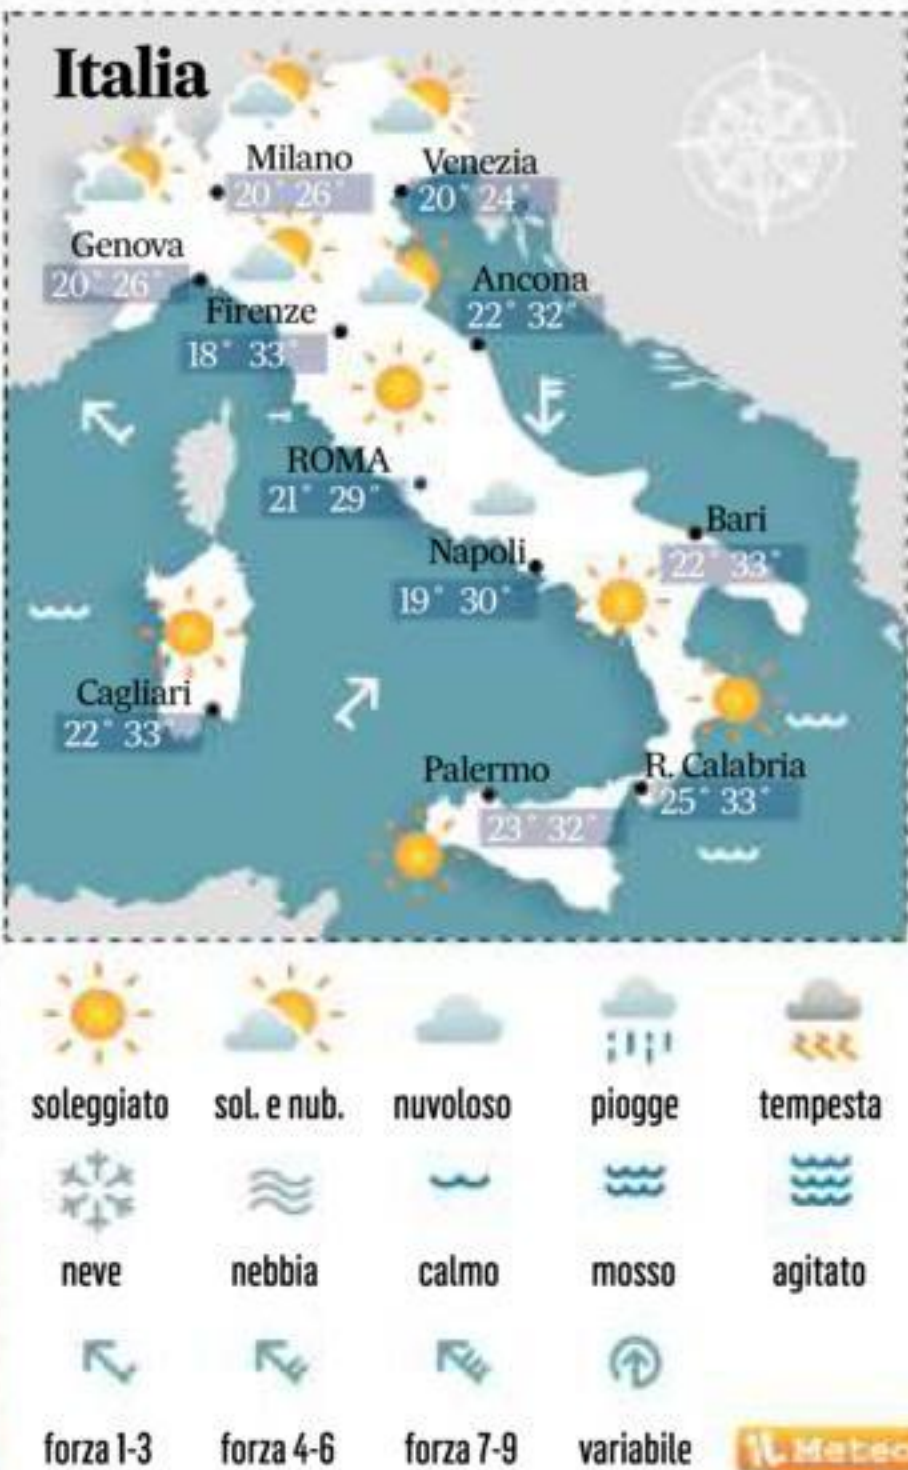 Italia
Milano
20° 26°
Venezia
20° 24°
Genova
20° 26°
Ancona
22° 32°
Firenze
18° 33°
ROMA
21° 29°
Bari
22° 33°
Napoli
19° 30°
Cagliari
22° 33°
Palermo
23° 32°
R. Calabria
25° 33°
soleggiato sol. e nub. nuvoloso piogge tempesta
neve nebbia calmo mosso agitato
forza 1-3 forza 4-6 forza 7-9 variabile
iL Meteo